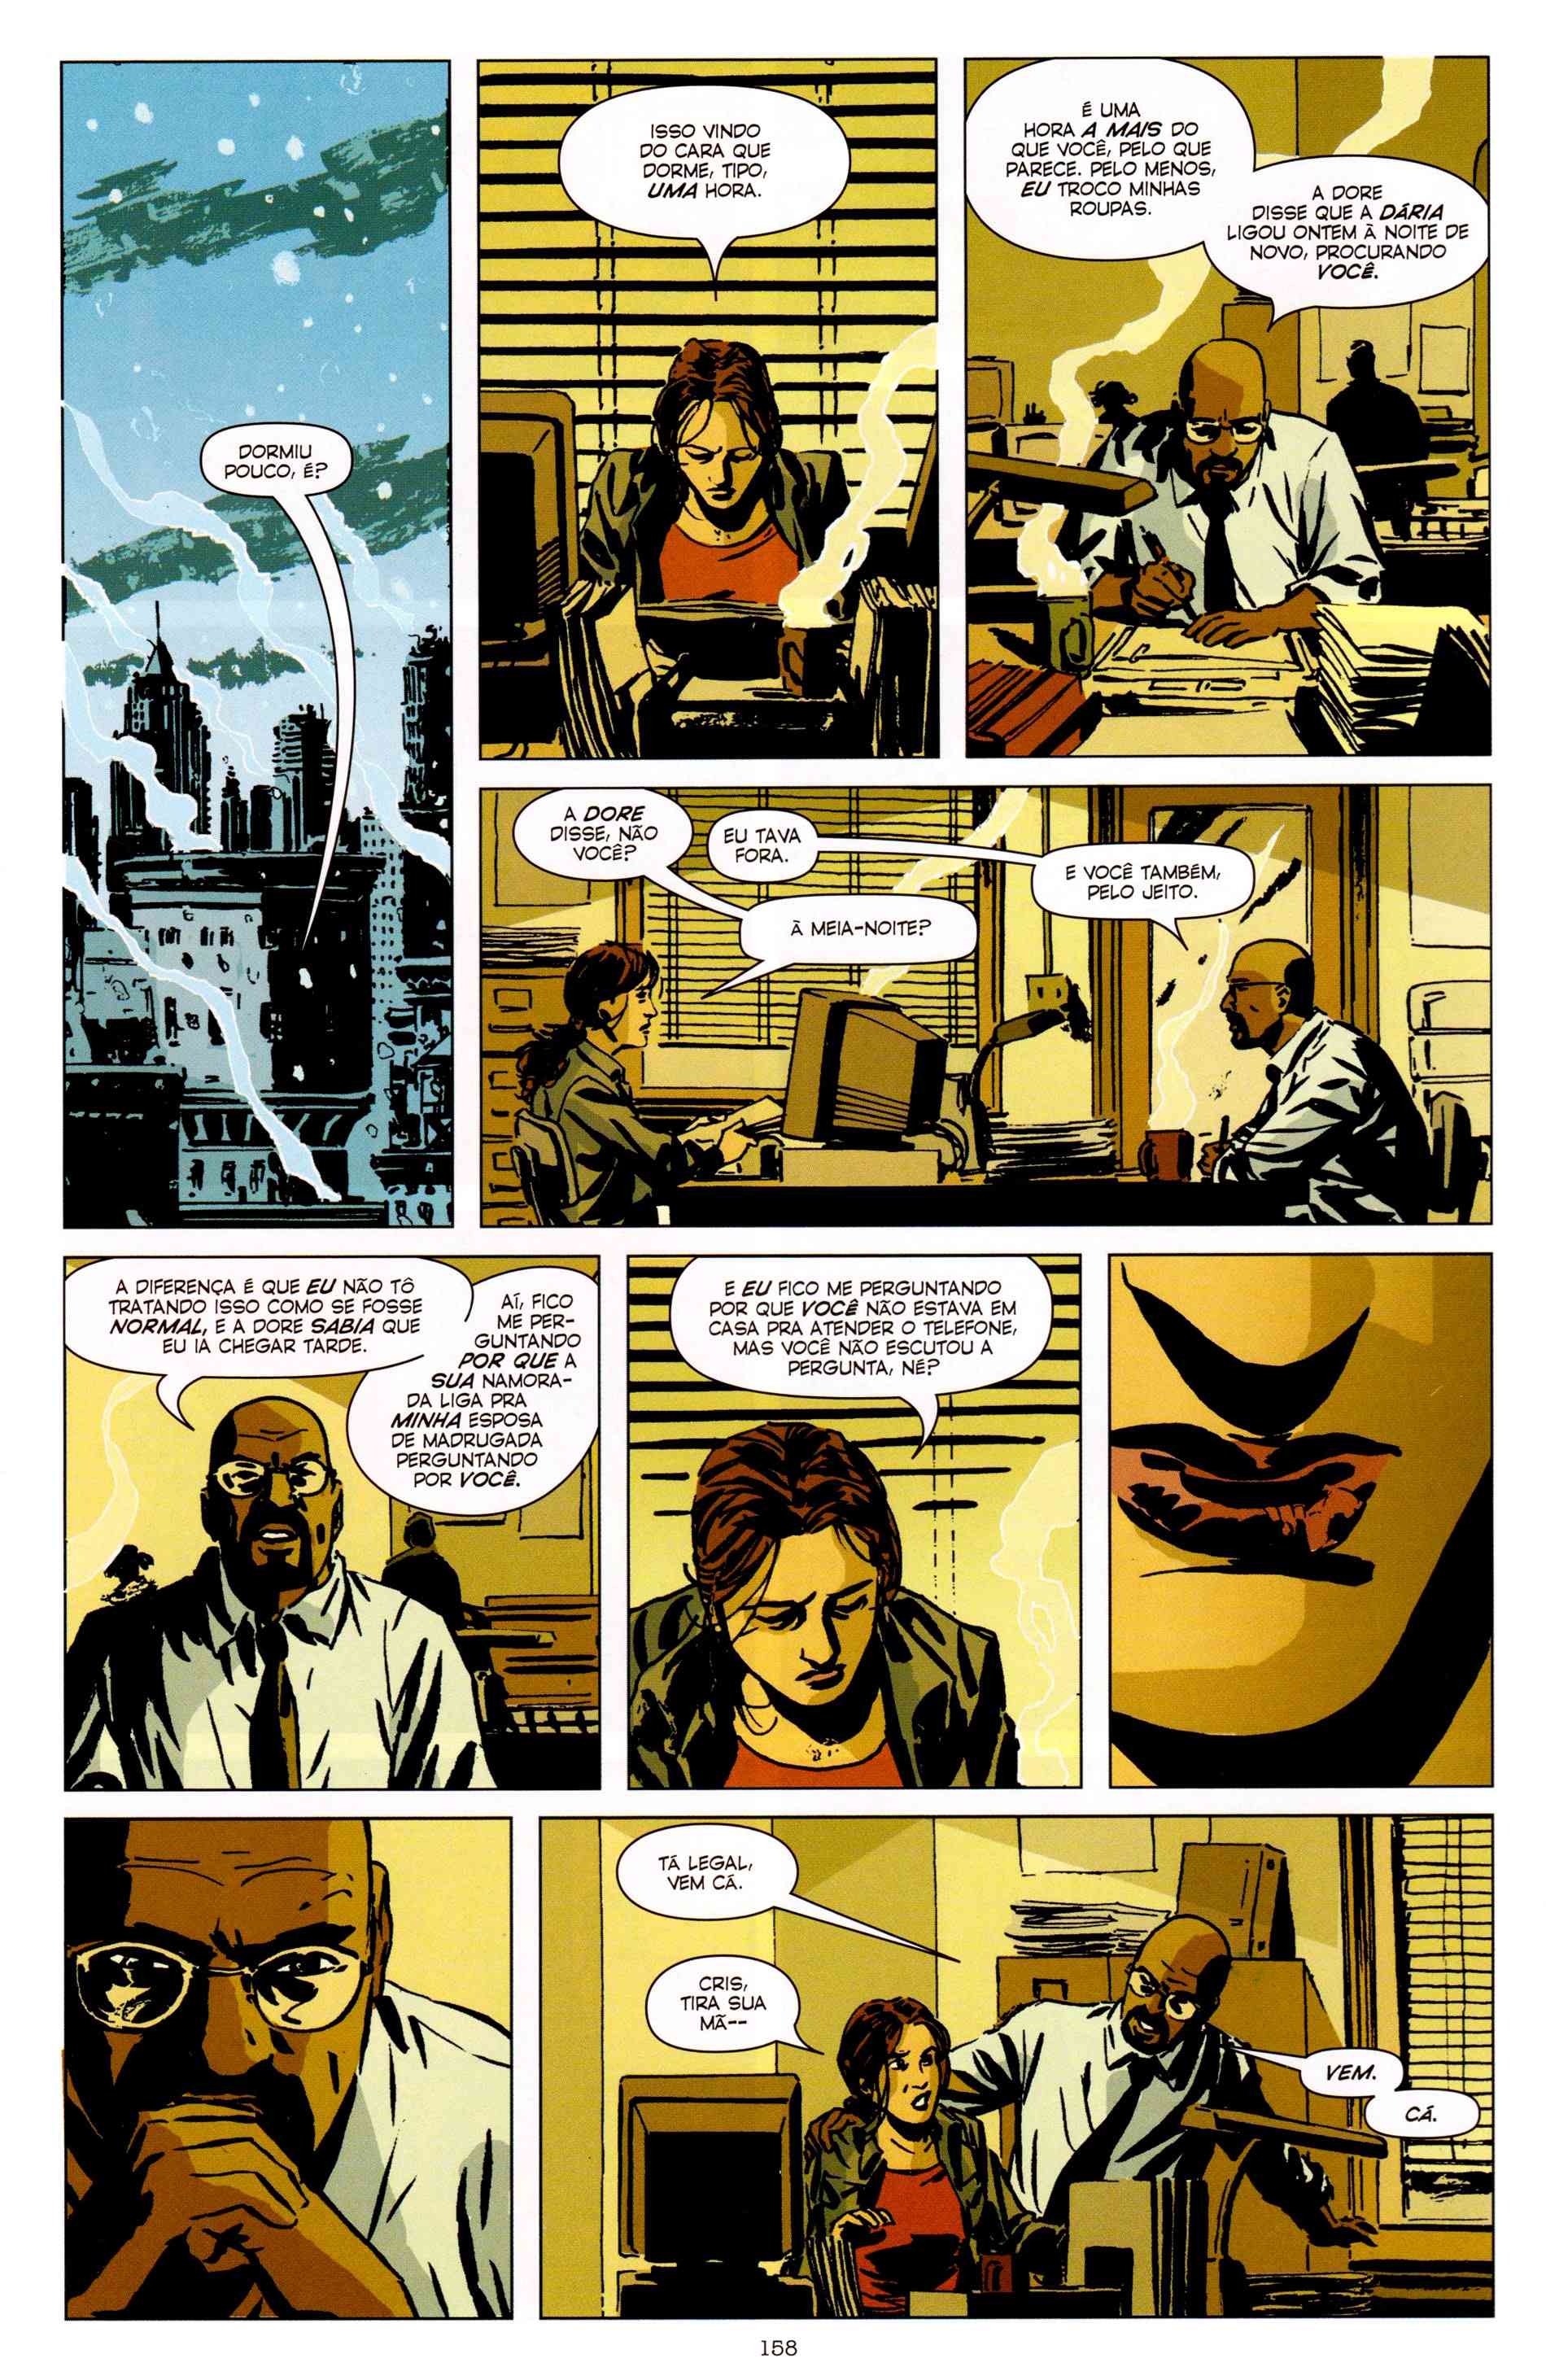 DORMIU
POUCO, É?
ISSO VINDO
DO CARA QUE
DORME, TIPO,
UMA HORA.
É UMA
HORA A MAIS DO
QUE VOCÊ, PELO QUE
PARECE. PELO MENOS,
EU TROCO MINHAS
ROUPAS.
A DORE
DISSE QUE A DÁRIA
LIGOU ONTEM À NOITE DE
NOVO, PROCURANDO
VOCÊ.
A DORE
DISSE, NÃO
VOCÊ?
À MEIA-NOITE?
EU TAVA
FORA.
E VOCÊ TAMBÉM,
PELO JEITO.
A DIFERENÇA É QUE EU NÃO TÔ
TRATANDO ISSO COMO SE FOSSE
NORMAL, E A DORE SABIA QUE
EU IA CHEGAR TARDE.
AÍ, FICO
ME PER-
GUNTANDO
POR QUE A
SUA NAMORA-
DA LIGA PRA
MINHA ESPOSA
DE MADRUGADA
PERGUNTANDO
POR VOCÊ.
E EU FICO ME PERGUNTANDO
POR QUE VOCÊ NÃO ESTAVA EM
CASA PRA ATENDER O TELEFONE,
MAS VOCÊ NÃO ESCUTOU A
PERGUNTA, NÉ?
TÁ LEGAL,
VEM CÁ.
CRIS,
TIRA SUA
MÃ--
VEM.
CÁ.
158